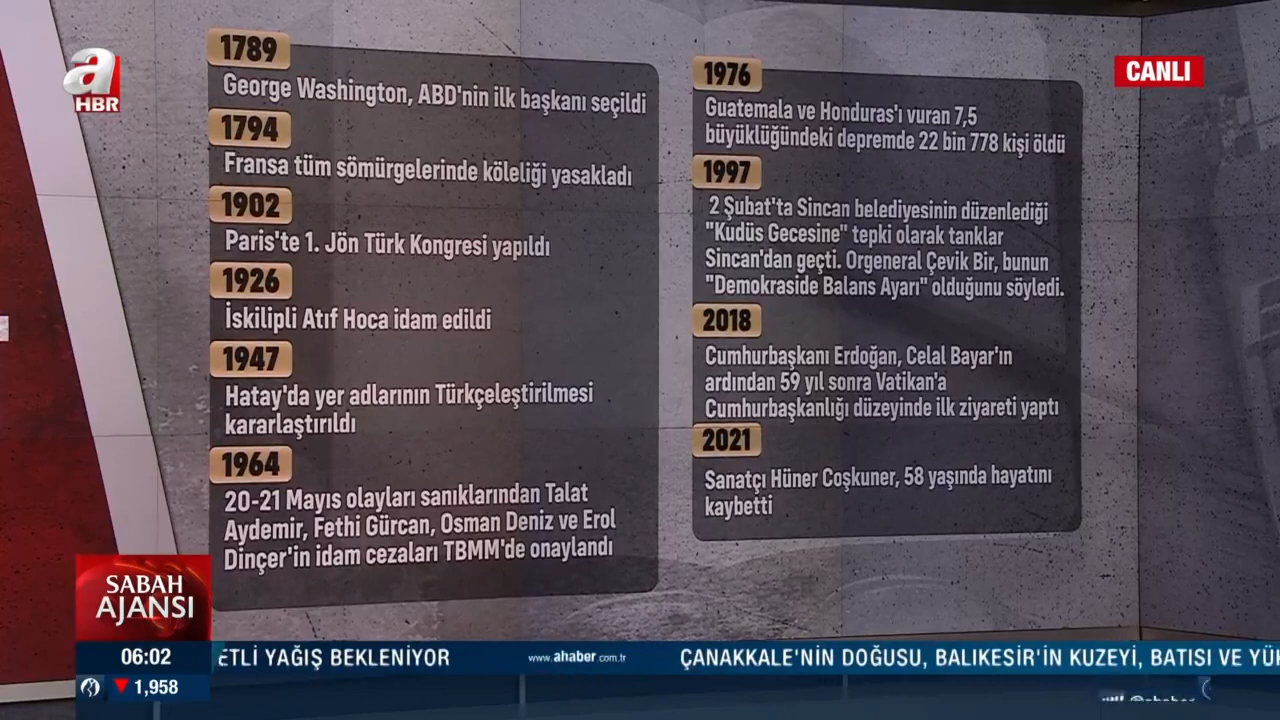 a
HBR
CANLI
1789
George Washington, ABD'nin ilk başkanı seçildi
1794
Fransa tüm sömürgelerinde köleliği yasakladı
1902
Paris'te 1. Jön Türk Kongresi yapıldı
1926
İskilipli Atıf Hoca idam edildi
1947
Hatay'da yer adlarının Türkçeleştirilmesi
kararlaştırıldı
1964
20-21 Mayıs olayları sanıklarından Talat
Aydemir, Fethi Gürcan, Osman Deniz ve Erol
Dinçer'in idam cezaları TBMM'de onaylandı
1976
Guatemala ve Honduras'ı vuran 7,5
büyüklüğündeki depremde 22 bin 778 kişi öldü
1997
2 Şubat'ta Sincan belediyesinin düzenlediği
"Kudüs Gecesine" tepki olarak tanklar
Sincan'dan geçti. Orgeneral Çevik Bir, bunun
"Demokraside Balans Ayarı" olduğunu söyledi.
2018
Cumhurbaşkanı Erdoğan, Celal Bayar'ın
ardından 59 yıl sonra Vatikan'a
Cumhurbaşkanlığı düzeyinde ilk ziyareti yaptı
2021
Sanatçı Hüner Coşkuner, 58 yaşında hayatını
kaybetti
SABAH
AJANSI
06:02
ETLİ YAĞIŞ BEKLENİYOR
www.ahaber.com.tr
ÇANAKKALE'NİN DOĞUSU, BALIKESİR'İN KUZEYİ, BATISI VE YÜ
1,958